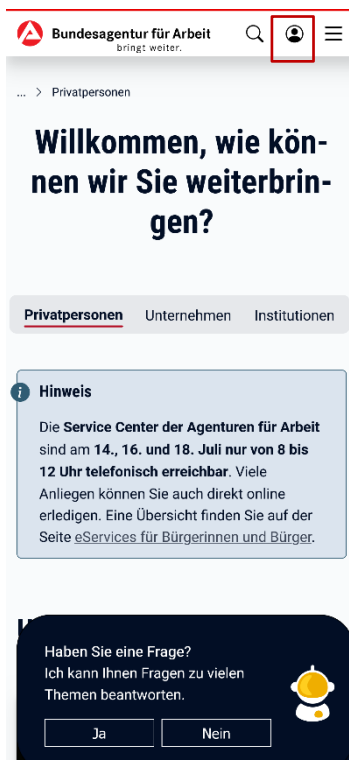 Bundesagentur für Arbeit
bringt weiter.
... > Privatpersonen
Willkommen, wie kön-
nen wir Sie weiterbrin-
gen?
Privatpersonen Unternehmen Institutionen
Hinweis
Die Service Center der Agenturen für Arbeit
sind am 14., 16. und 18. Juli nur von 8 bis
12 Uhr telefonisch erreichbar. Viele
Anliegen können Sie auch direkt online
erledigen. Eine Übersicht finden Sie auf der
Seite eServices für Bürgerinnen und Bürger.
Haben Sie eine Frage?
Ich kann Ihnen Fragen zu vielen
Themen beantworten.
Ja Nein